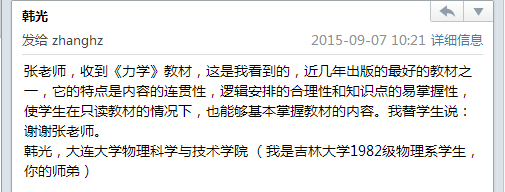 韩光
发给 zhanghz
2015-09-07 10:21 详细信息
张老师，收到《力学》教材，这是我看到的，近几年出版的最好的教材之
一，它的特点是内容的连贯性，逻辑安排的合理性和知识点的易掌握性，
使学生在只读教材的情况下，也能够基本掌握教材的内容。我替学生说：
谢谢张老师。
韩光，大连大学物理科学与技术学院 （ 我是吉林大学1982级物理系学生，
你的师弟 ）